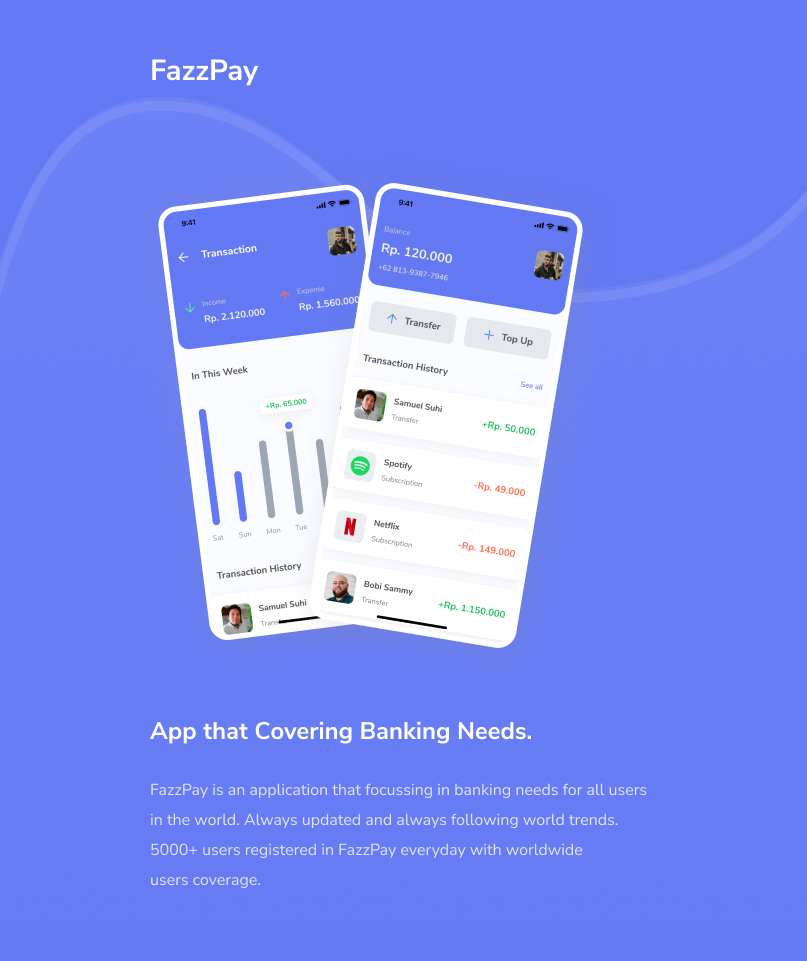 FazzPay
9:41
Transaction
Income
Rp. 2.120.000
Expense
Rp. 1.560.000
In This Week
+Rp. 65.000
Sat Sun Mon Tue
Transaction History
Samuel Suhi
9:41
Balance
Rp. 120.000
+62 813-9387-7946
Transfer
Top Up
Transaction History
See all
Samuel Suhi
Transfer
+Rp. 50.000
Spotify
Subscription
-Rp. 49.000
Netflix
Subscription
-Rp. 149.000
Bobi Sammy
Transfer
+Rp. 1.150.000
App that Covering Banking Needs.
FazzPay is an application that focussing in banking needs for all users
in the world. Always updated and always following world trends.
5000+ users registered in FazzPay everyday with worldwide
users coverage.